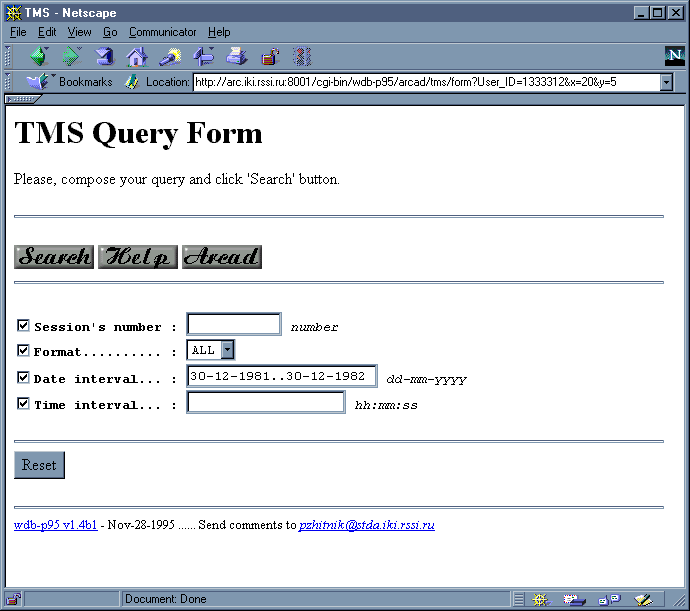 TMS - Netscape
File Edit View Go Communicator Help
N
Bookmarks Location: http://arc.iki.rssi.ru:8001/cgi-bin/wdb-p95/arcad/tms/form?User_ID=1333312&x=20&y=5
TMS Query Form
Please, compose your query and click 'Search' button.
Search Help Arcad
Session's number : number
Format.......... : ALL
Date interval... : 30-12-1981..30-12-1982 dd-mm-yyyy
Time interval... : hh:mm:ss
Reset
wdb-p95 v1.4b1 - Nov-28-1995 ...... Send comments to pzhitnik@stda.iki.rssi.ru
Document: Done